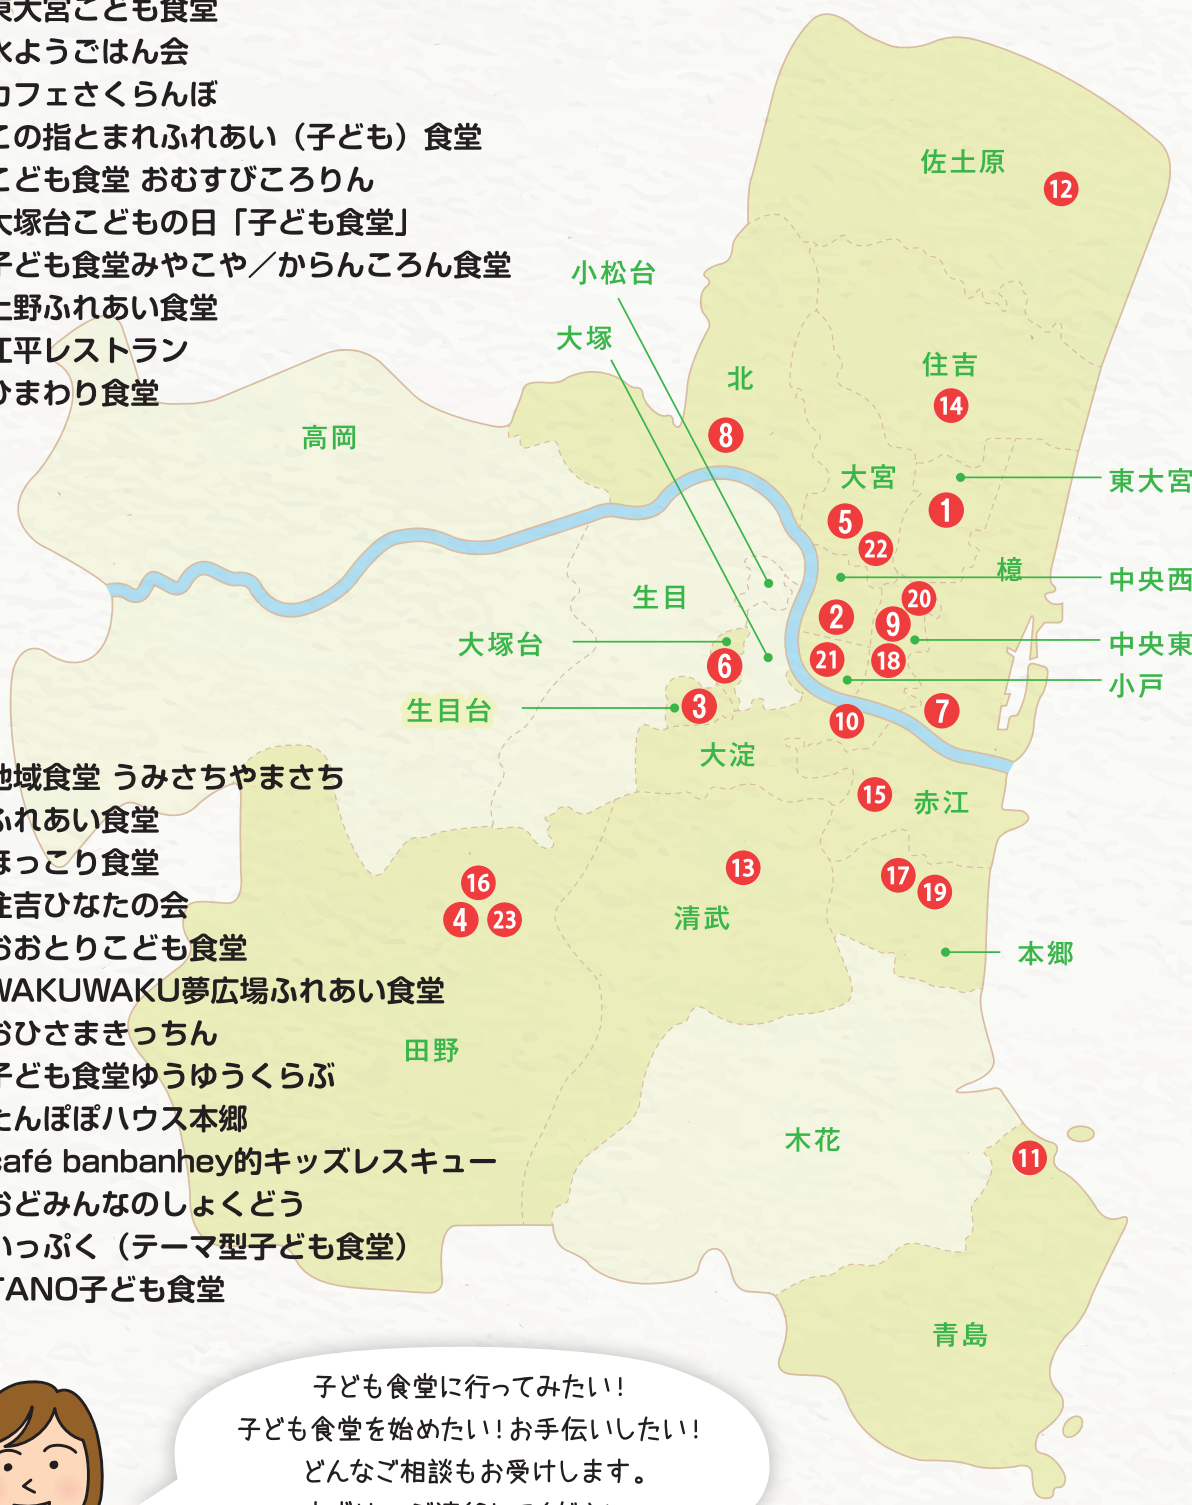 東大宮こども食堂
水ようごはん会
カフェさくらんぼ
この指とまれふれあい（子ども）食堂
こども食堂 おむすびころりん
大塚台こどもの日「子ども食堂」
子ども食堂みやこや／からんころん食堂
上野ふれあい食堂
江平レストラン
ひまわり食堂
佐土原
12
小松台
大塚
北
住吉
14
8
高岡
大宮
東大宮
1
5
22
檍
中央西
生目
20
2
9
中央東
大塚台
21
18
6
小戸
生目台
3
10
7
大淀
地域食堂 うみさちやまさち
15
赤江
ふれあい食堂
ほっこり食堂
13
17
19
16
4
23
住吉ひなたの会
清武
おおとりこども食堂
本郷
WAKUWAKU夢広場ふれあい食堂
おひさまきっちん
田野
子ども食堂ゆうゆうくらぶ
たんぽぽハウス本郷
木花
café banbanhey的キッズレスキュー
11
おどみんなのしょくどう
いっぷく（テーマ型子ども食堂）
TANO子ども食堂
青島
子ども食堂に行ってみたい！
子ども食堂を始めたい！お手伝いしたい！
どんなご相談もお受けします。